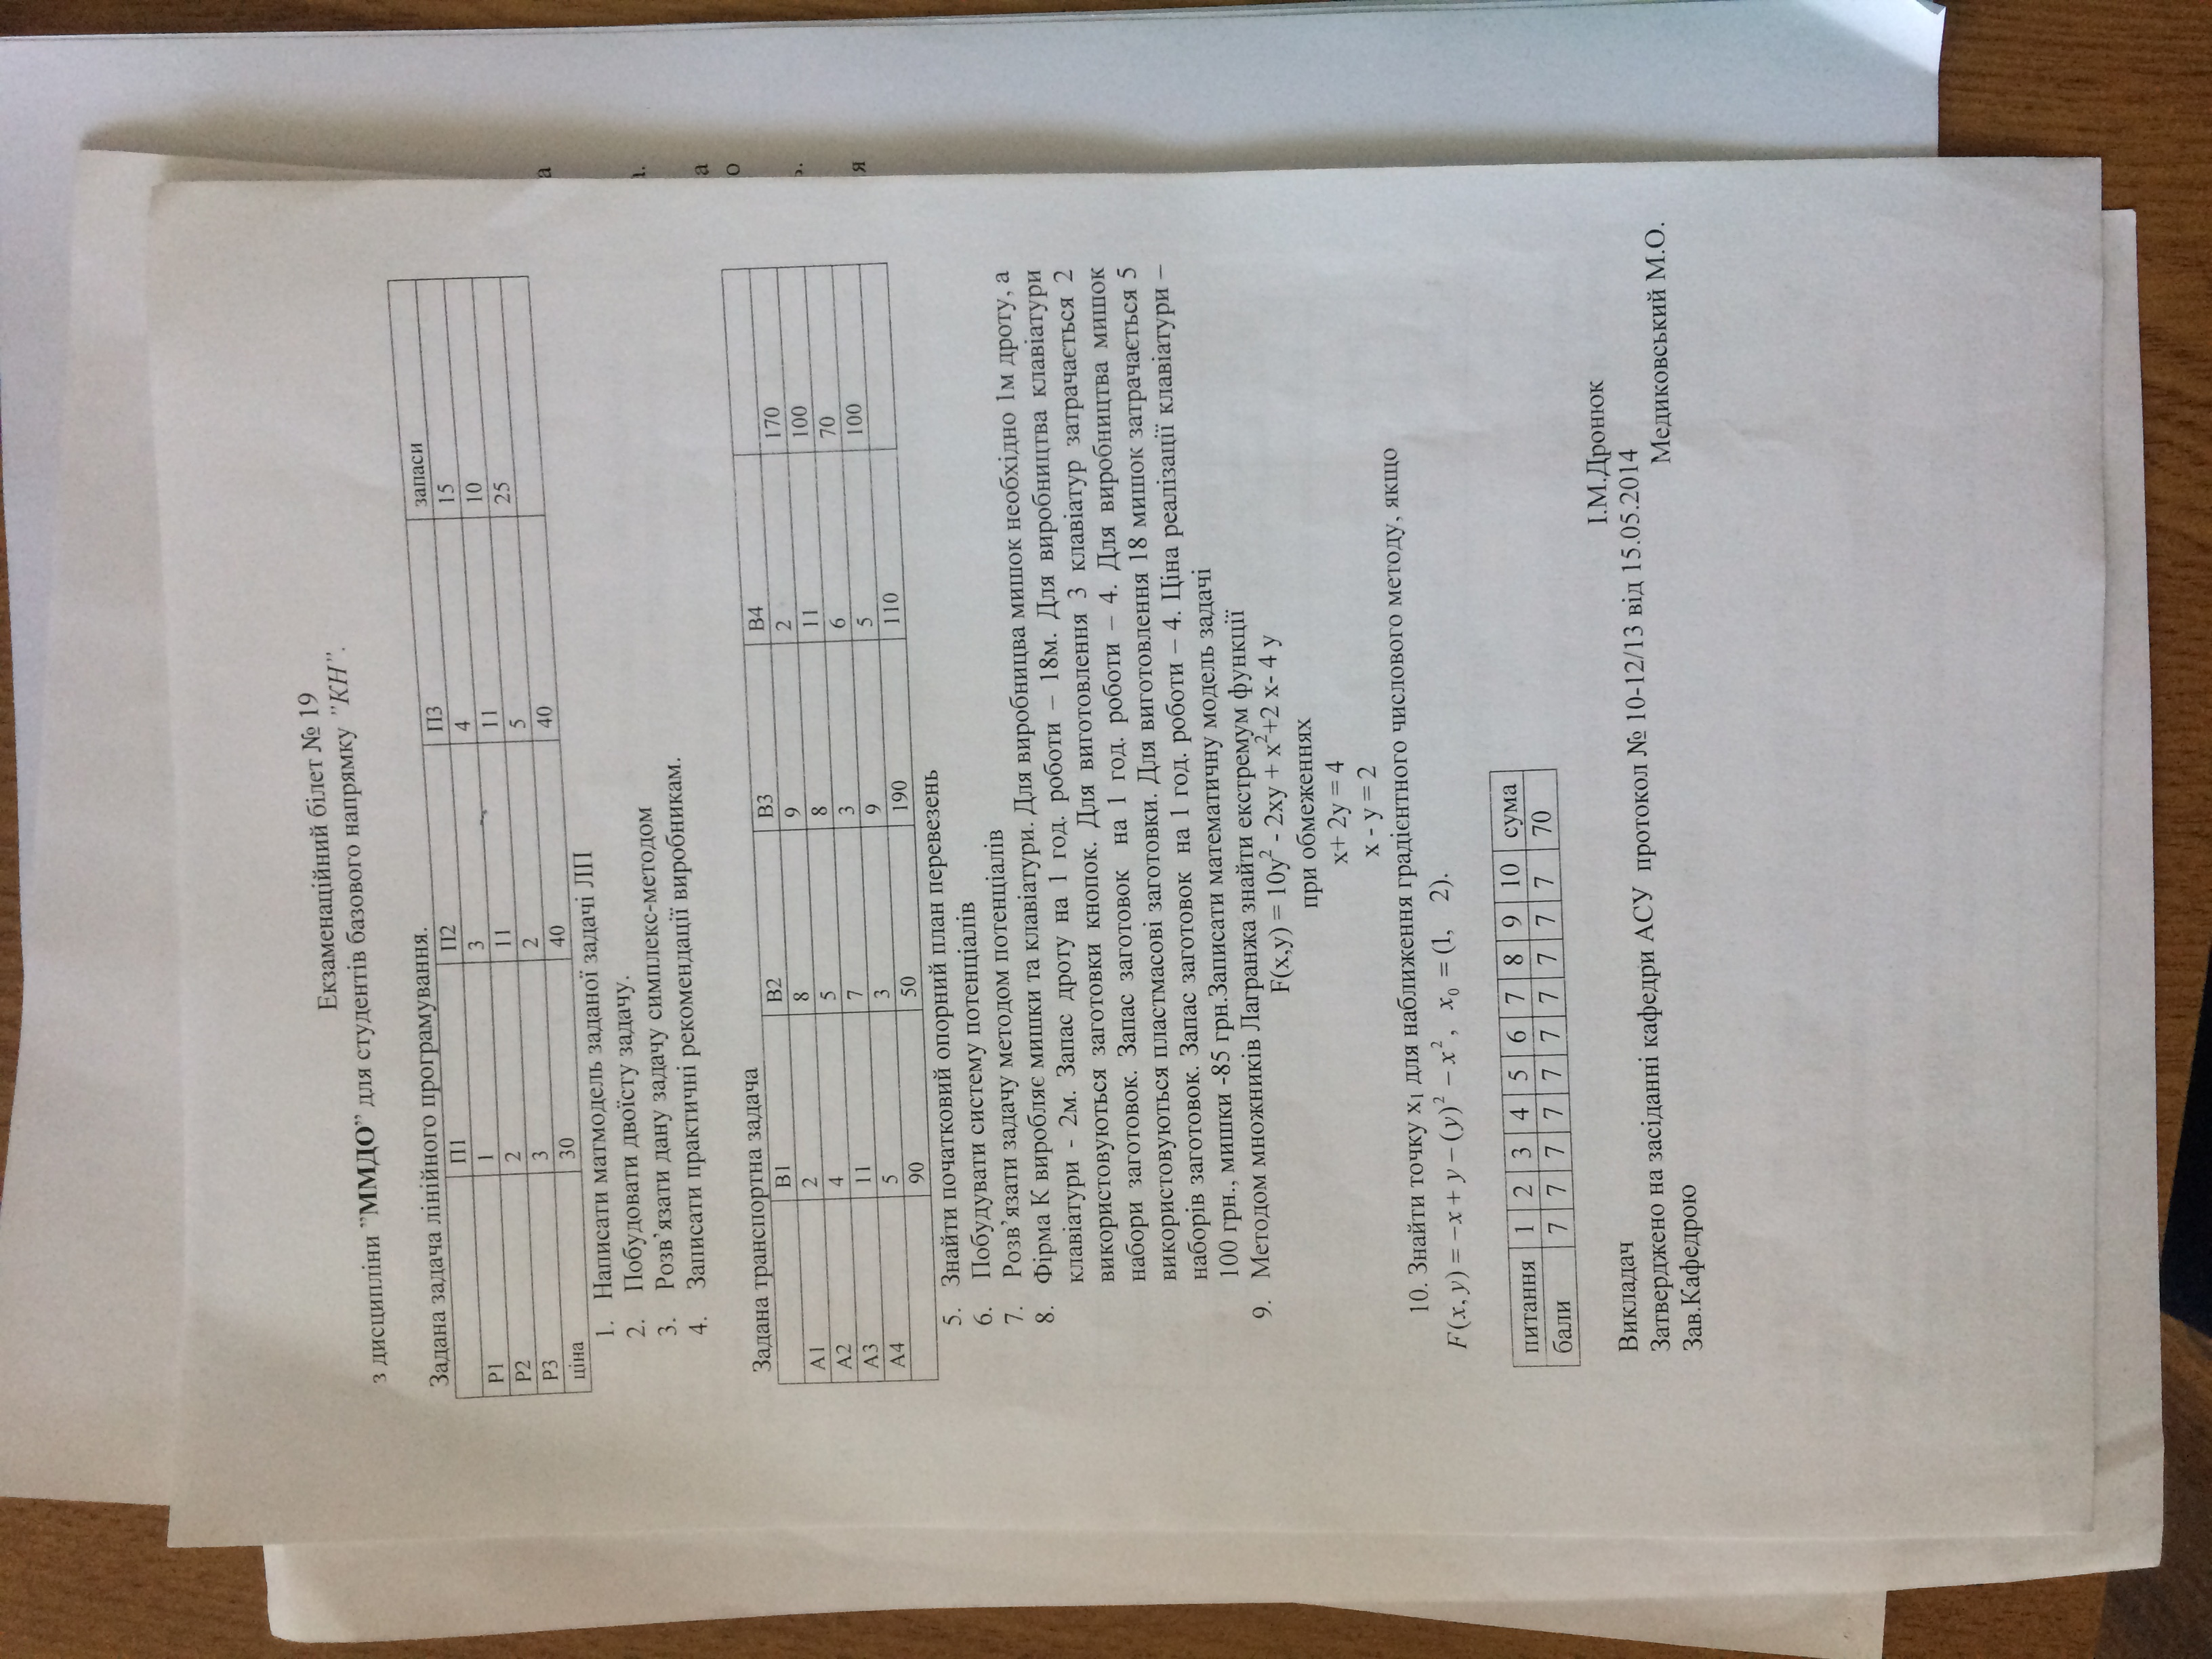 Екзаменаційний білет № 19
з дисципліни ”ММДО” для студентів базового напрямку ”КН”.
Задана задача лінійного програмування.
П1 П2 П3 запаси
Р1 1 3 4 15
Р2 2 11 11 10
Р3 3 2 5 25
ціна 30 40 40
1. Написати матмодель заданої задачі ЛП
2. Побудовати двоїсту задачу.
3. Розв’язати дану задачу симплекс-методом
4. Записати практичні рекомендації виробникам.
Задана транспортна задача
В1 В2 В3 В4
А1 2 8 9 2 170
А2 4 5 8 11 100
А3 11 7 3 6 70
А4 5 3 9 5 100
90 50 190 110
5. Знайти початковий опорний план перевезень
6. Побудувати систему потенціалів
7. Розв’язати задачу методом потенціалів
8. Фірма К виробляє мишки та клавіатури. Для виробницва мишок необхідно 1м дроту, а
клавіатури - 2м. Запас дроту на 1 год. роботи – 18м. Для виробництва клавіатури
використовуються заготовки кнопок. Для виготовлення 3 клавіатур затрачається 2
набори заготовок. Запас заготовок на 1 год. роботи – 4. Для виробництва мишок
використовуються пластмасові заготовки. Для виготовлення 18 мишок затрачається 5
наборів заготовок. Запас заготовок на 1 год. роботи – 4. Ціна реалізації клавіатури –
100 грн., мишки -85 грн.Записати математичну модель задачі
9. Методом множників Лагранжа знайти екстремум функції
F(x,y) = 10y² - 2xy + x²+2 x- 4 y
при обмеженнях
x+ 2y = 4
x - y = 2
10. Знайти точку x₁ для наближення градієнтного числового методу, якщо
F(x, y) = −x + y − (y)² − x², x₀ = (1, 2).
питання 1 2 3 4 5 6 7 8 9 10 сума
бали 7 7 7 7 7 7 7 7 7 7 70
Викладач І.М.Дронюк
Затверджено на засіданні кафедри АСУ протокол № 10-12/13 від 15.05.2014
Зав.Кафедрою Медиковський М.О.